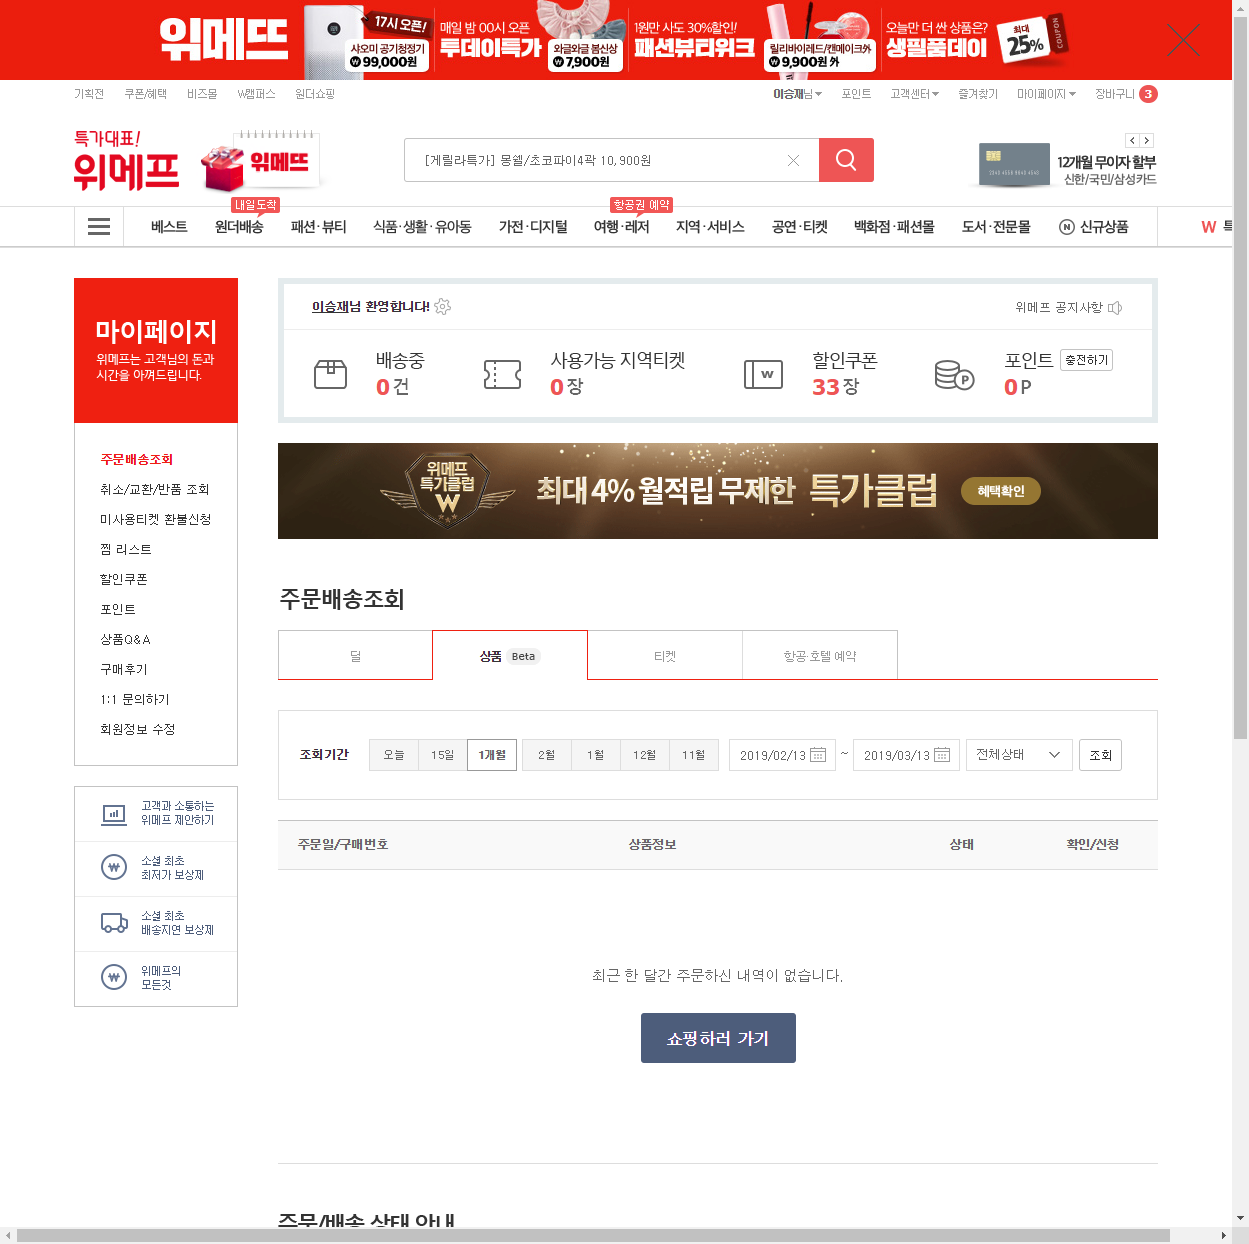 위메뜨
17시 오픈!
샤오미 공기청정기
₩99,000원
매일 밤 00시 오픈
투데이특가
와글와글 봄신상
₩7,900원
1원만 사도 30%할인!
패션뷰티위크
릴리바이레드/캔메이크外
₩9,900원 外
오늘만 더 싼 상품은?
생필품데이
최대
25%
COUPON
기획전 쿠폰/혜택 비즈몰 W캠퍼스 원더쇼핑
이승재님 포인트 고객센터 즐겨찾기 마이페이지 장바구니 3
특가대표!
위메프
위메뜨
[게릴라특가] 몽쉘/초코파이4곽 10,900원
12개월 무이자 할부
신한/국민/삼성카드
내일도착
항공권 예약
베스트 원더배송 패션·뷰티 식품·생활·유아동 가전·디지털 여행·레저 지역·서비스 공연·티켓 백화점·패션몰 도서·전문몰 N 신규상품 W 특
마이페이지
위메프는 고객님의 돈과
시간을 아껴드립니다.
주문배송조회
취소/교환/반품 조회
미사용티켓 환불신청
찜 리스트
할인쿠폰
포인트
상품Q&A
구매후기
1:1 문의하기
회원정보 수정
고객과 소통하는
위메프 제안하기
소셜 최초
최저가 보상제
소셜 최초
배송지연 보상제
위메프의
모든것
이승재님 환영합니다!
위메프 공지사항
배송중
0건
사용가능 지역티켓
0장
W
할인쿠폰
33장
P
포인트 충전하기
0P
위메프
특가클럽
W
최대 4% 월적립 무제한 특가클럽
혜택확인
주문배송조회
딜 상품 Beta 티켓 항공·호텔 예약
조회기간 오늘 15일 1개월 2월 1월 12월 11월 2019/02/13 ~ 2019/03/13 전체상태 조회
주문일/구매번호 상품정보 상태 확인/신청
최근 한 달간 주문하신 내역이 없습니다.
쇼핑하러 가기
주문/배송 상태 안내